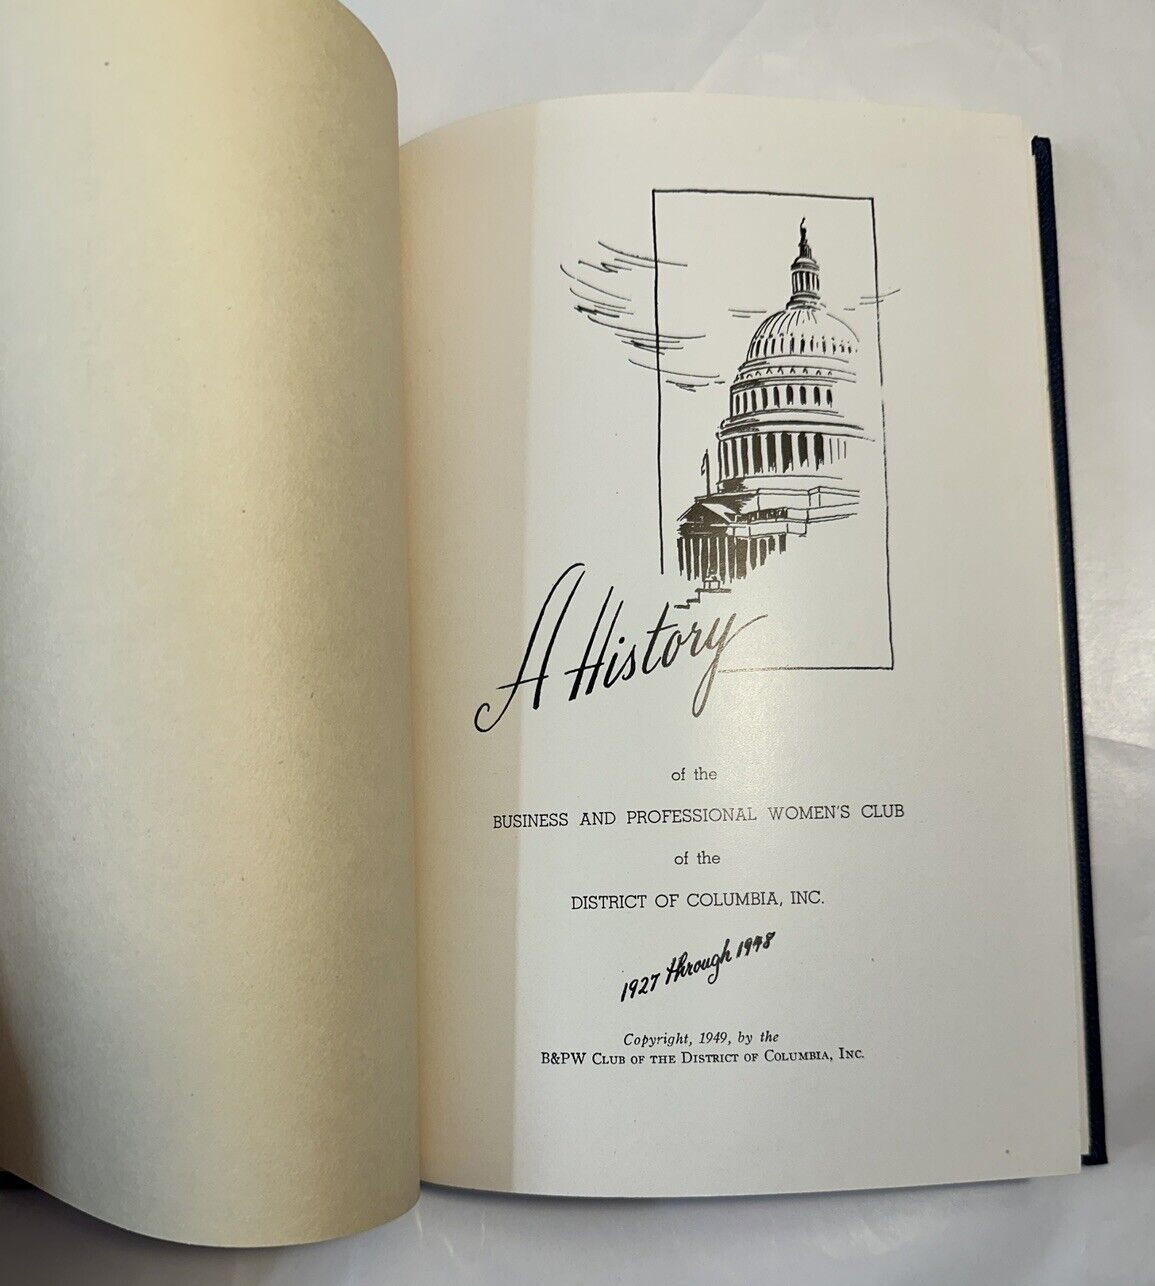 A History
of the
BUSINESS AND PROFESSIONAL WOMEN'S CLUB
of the
DISTRICT OF COLUMBIA, INC.
1927 through 1948
Copyright, 1949, by the
B&PW CLUB OF THE DISTRICT OF COLUMBIA, INC.